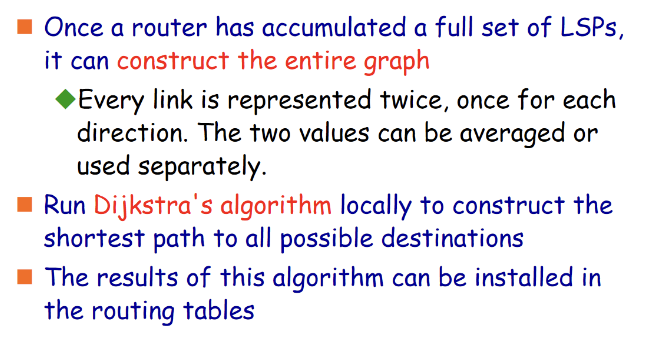 Once a router has accumulated a full set of LSPs,
it can construct the entire graph
Every link is represented twice, once for each
direction. The two values can be averaged or
used separately.
Run Dijkstra's algorithm locally to construct the
shortest path to all possible destinations
The results of this algorithm can be installed in
the routing tables